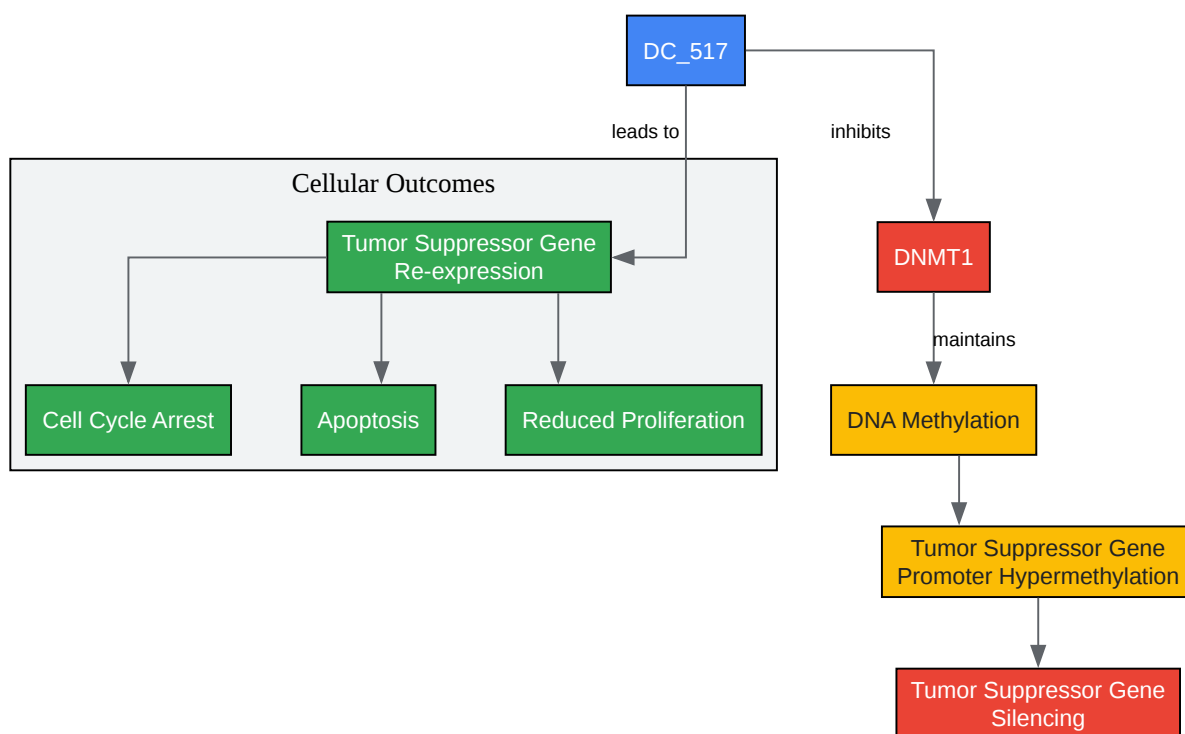 DC_517
leads to
inhibits
Cellular Outcomes
Tumor Suppressor Gene
Re-expression
DNMT1
maintains
Cell Cycle Arrest
Apoptosis
Reduced Proliferation
DNA Methylation
Tumor Suppressor Gene
Promoter Hypermethylation
Tumor Suppressor Gene
Silencing